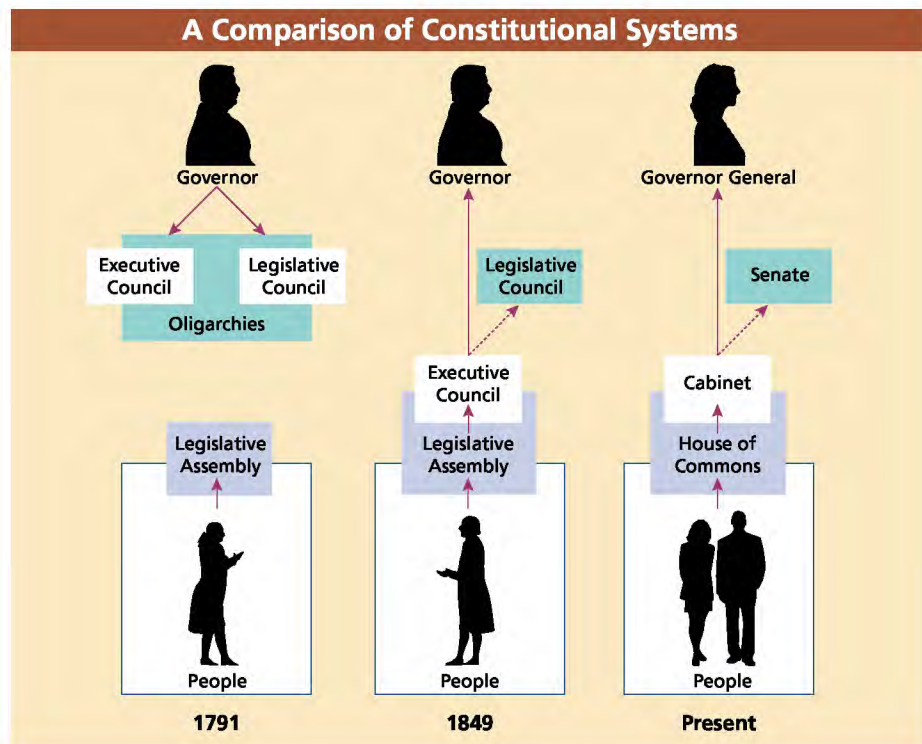 A Comparison of Constitutional Systems
Governor
Executive
Council
Legislative
Council
Oligarchies
Legislative
Assembly
People
1791
Governor
Legislative
Council
Executive
Council
Legislative
Assembly
People
1849
Governor General
Senate
Cabinet
House of
Commons
People
Present